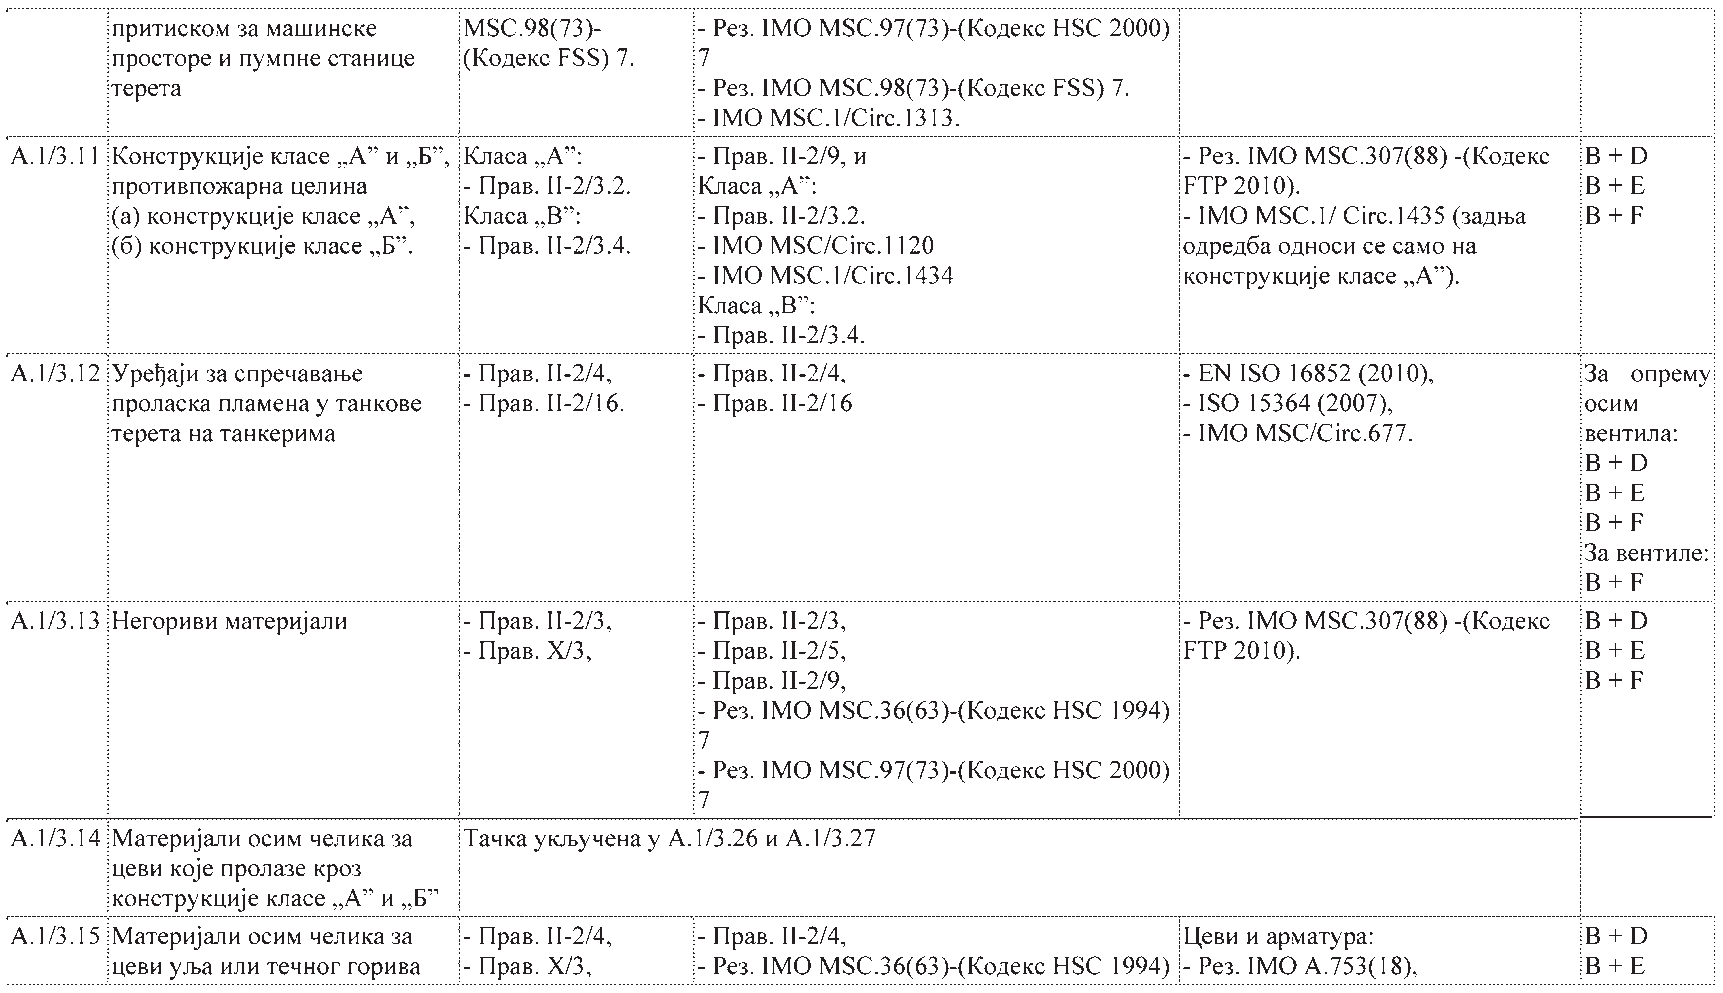 притиском за машинске
просторе и пумпне станице
терета
MSC.98(73)-
(Кодекс FSS) 7.
- Рез. IMO MSC.97(73)-(Кодекс HSC 2000)
7
- Рез. IMO MSC.98(73)-(Кодекс FSS) 7.
- IMO MSC.1/Circ.1313.
А.1/3.11
Конструкције класе „А” и „Б”,
противпожарна целина
(а) конструкције класе „А”,
(б) конструкције класе „Б”.
Класа „А”:
- Прав. II-2/3.2.
Класа „В”:
- Прав. II-2/3.4.
- Прав. II-2/9, и
Класа „А”:
- Прав. II-2/3.2.
- IMO MSC/Circ.1120
- IMO MSC.1/Circ.1434
Класа „В”:
- Прав. II-2/3.4.
- Рез. IMO MSC.307(88) -(Кодекс
FTP 2010).
- IMO MSC.1/ Circ.1435 (задња
одредба односи се само на
конструкције класе „А”).
B + D
B + E
B + F
А.1/3.12
Уређаји за спречавање
проласка пламена у танкове
терета на танкерима
- Прав. II-2/4,
- Прав. II-2/16.
- Прав. II-2/4,
- Прав. II-2/16
- EN ISO 16852 (2010),
- ISO 15364 (2007),
- IMO MSC/Circ.677.
За опрему
осим
вентила:
B + D
B + E
B + F
За вентиле:
B + F
А.1/3.13
Негориви материјали
- Прав. II-2/3,
- Прав. X/3,
- Прав. II-2/3,
- Прав. II-2/5,
- Прав. II-2/9,
- Рез. IMO MSC.36(63)-(Кодекс HSC 1994)
7
- Рез. IMO MSC.97(73)-(Кодекс HSC 2000)
7
- Рез. IMO MSC.307(88) -(Кодекс
FTP 2010).
B + D
B + E
B + F
А.1/3.14
Материјали осим челика за
цеви које пролазе кроз
конструкције класе „А” и „Б”
Тачка укључена у А.1/3.26 и А.1/3.27
А.1/3.15
Материјали осим челика за
цеви уља или течног горива
- Прав. II-2/4,
- Прав. X/3,
- Прав. II-2/4,
- Рез. IMO MSC.36(63)-(Кодекс HSC 1994)
Цеви и арматура:
- Рез. IMO A.753(18),
B + D
B + E